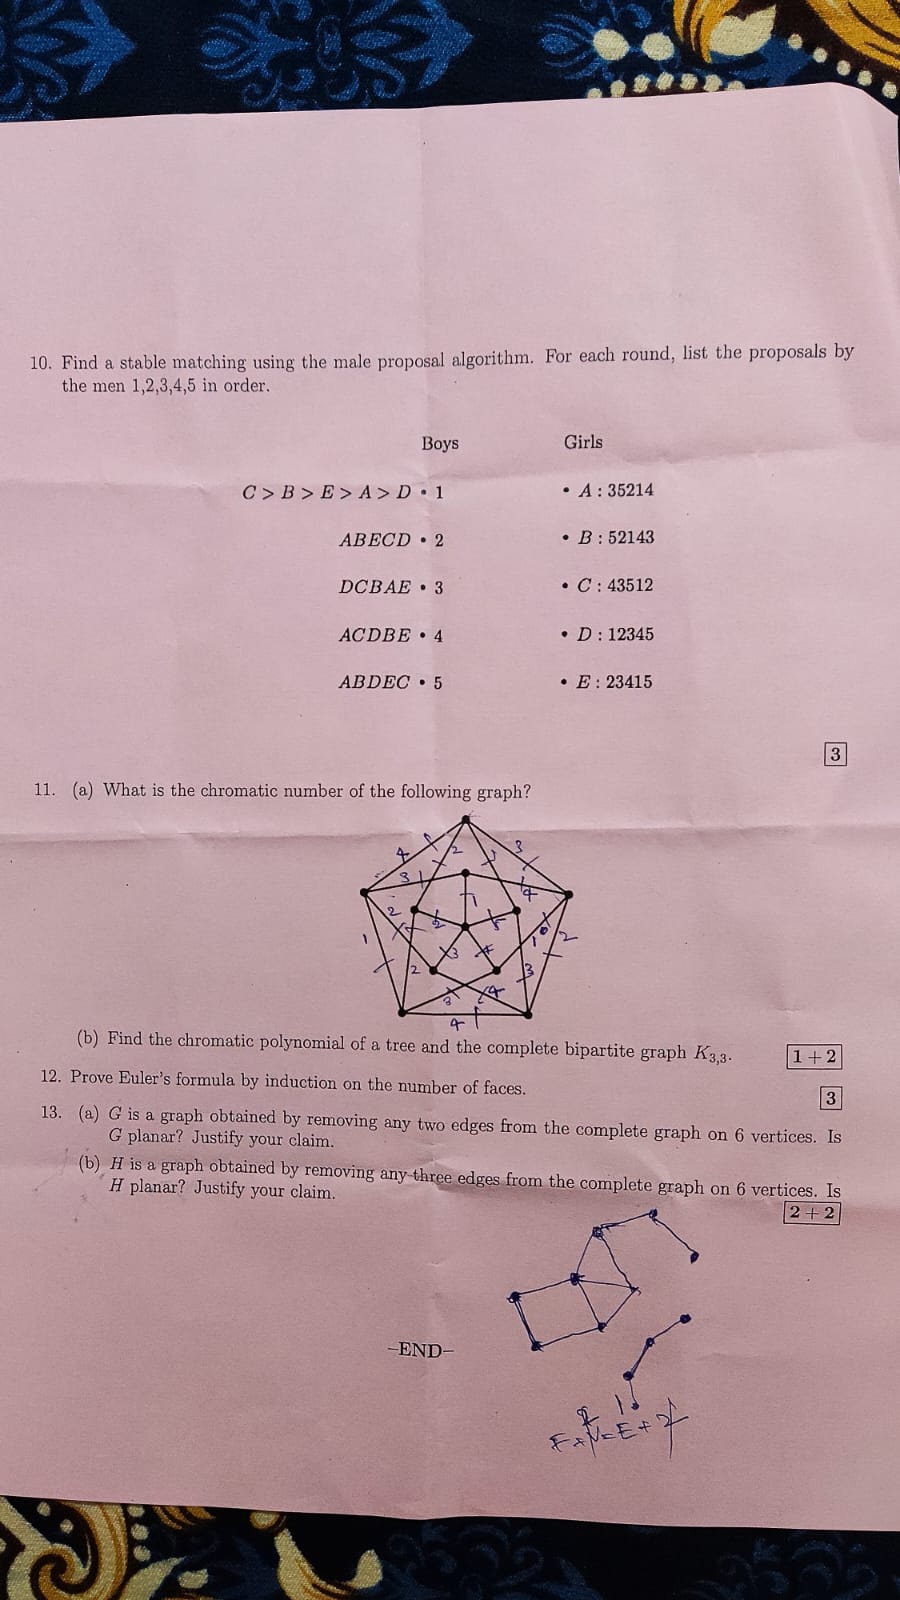 10. Find a stable matching using the male proposal algorithm. For each round, list the proposals by
the men 1,2,3,4,5 in order.
Boys Girls
C > B > E > A > D • 1 • A : 35214
ABECD • 2 • B : 52143
DCBAE • 3 • C : 43512
ACDBE • 4 • D : 12345
ABDEC • 5 • E : 23415
3
11. (a) What is the chromatic number of the following graph?
4 2 3
3 4
2 1
2 5
1 3 4 1 2
2 3
3 4
4
(b) Find the chromatic polynomial of a tree and the complete bipartite graph K3,3. 1 + 2
12. Prove Euler's formula by induction on the number of faces. 3
13. (a) G is a graph obtained by removing any two edges from the complete graph on 6 vertices. Is
G planar? Justify your claim.
(b) H is a graph obtained by removing any three edges from the complete graph on 6 vertices. Is
H planar? Justify your claim. 2 + 2
–END–
F+V=E+2